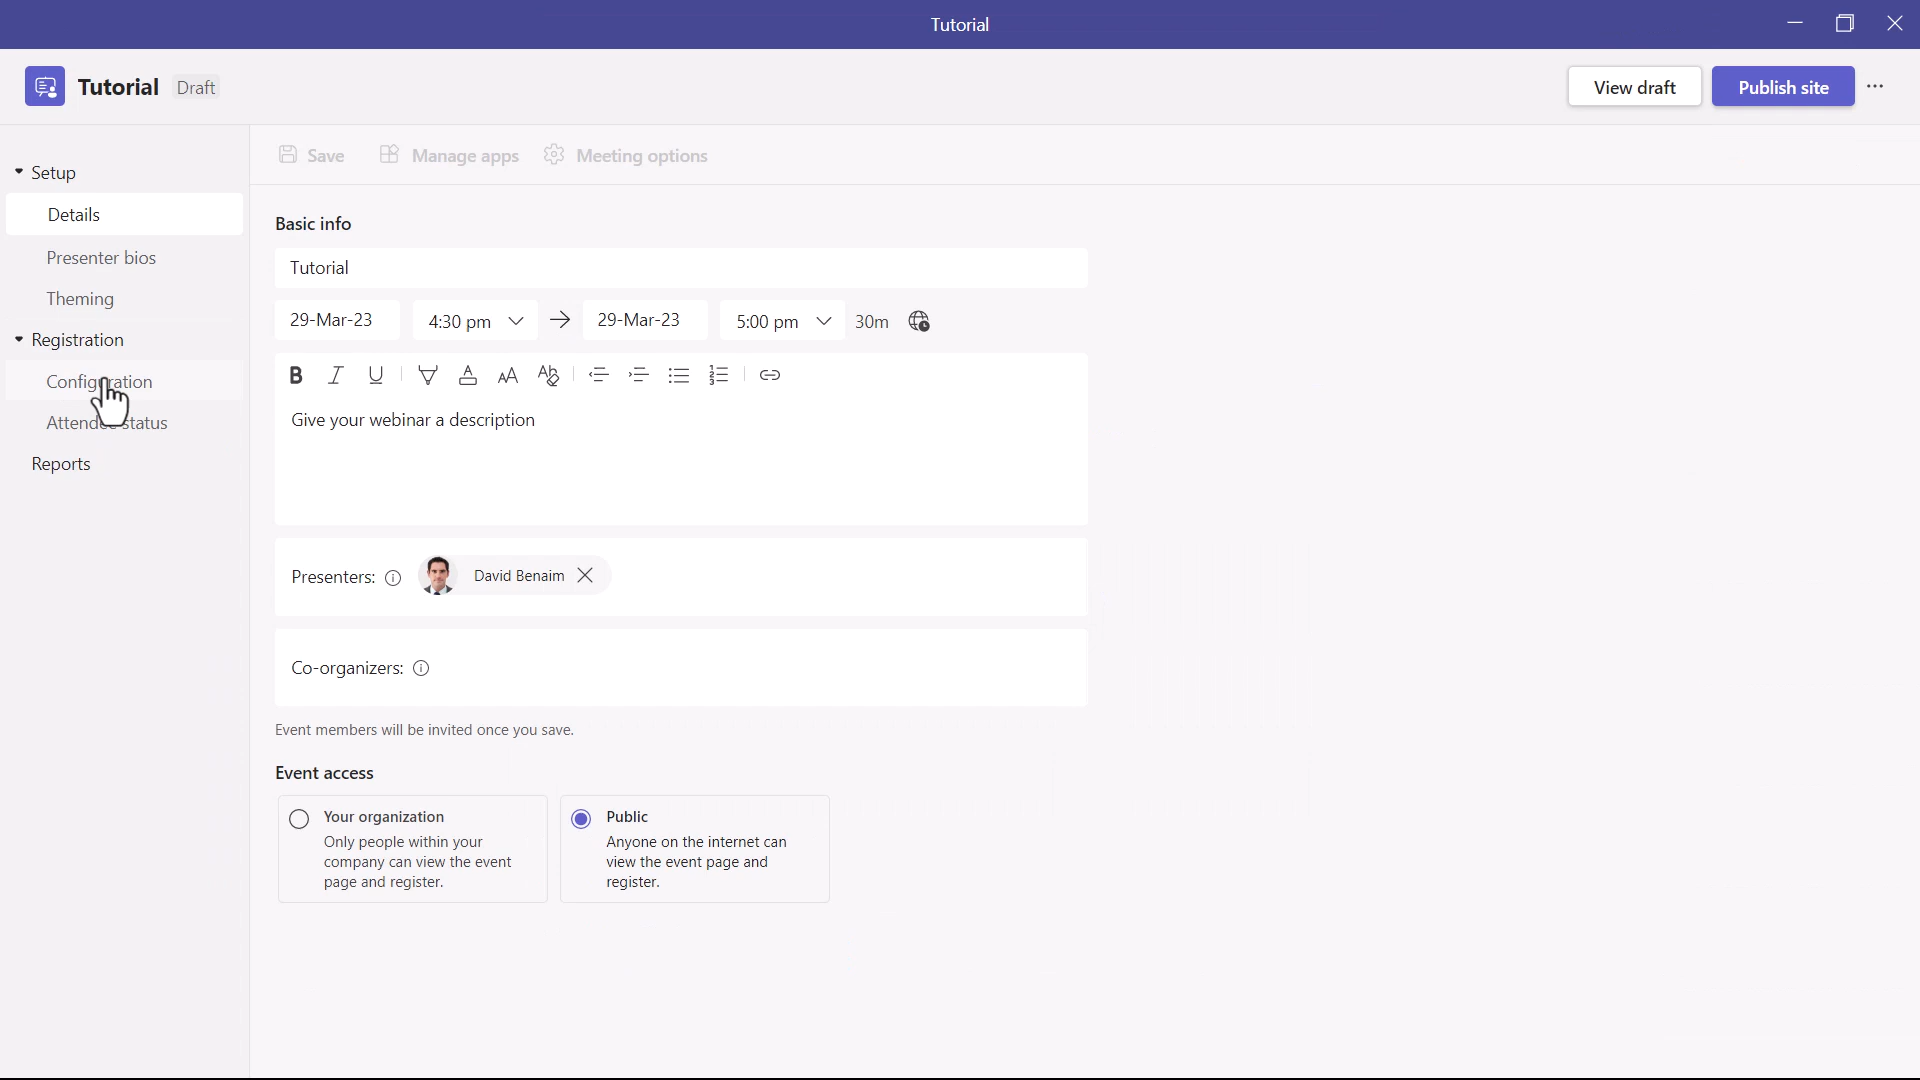 Tutorial
Tutorial Draft
View draft Publish site
Setup
Details
Presenter bios
Theming
Registration
Configuration
Attendee status
Reports
Save Manage apps Meeting options
Basic info
Tutorial
29-Mar-23 4:30 pm 29-Mar-23 5:00 pm 30m
Give your webinar a description
Presenters: David Benaim
Co-organizers:
Event members will be invited once you save.
Event access
Your organization
Only people within your
company can view the event
page and register.
Public
Anyone on the internet can
view the event page and
register.